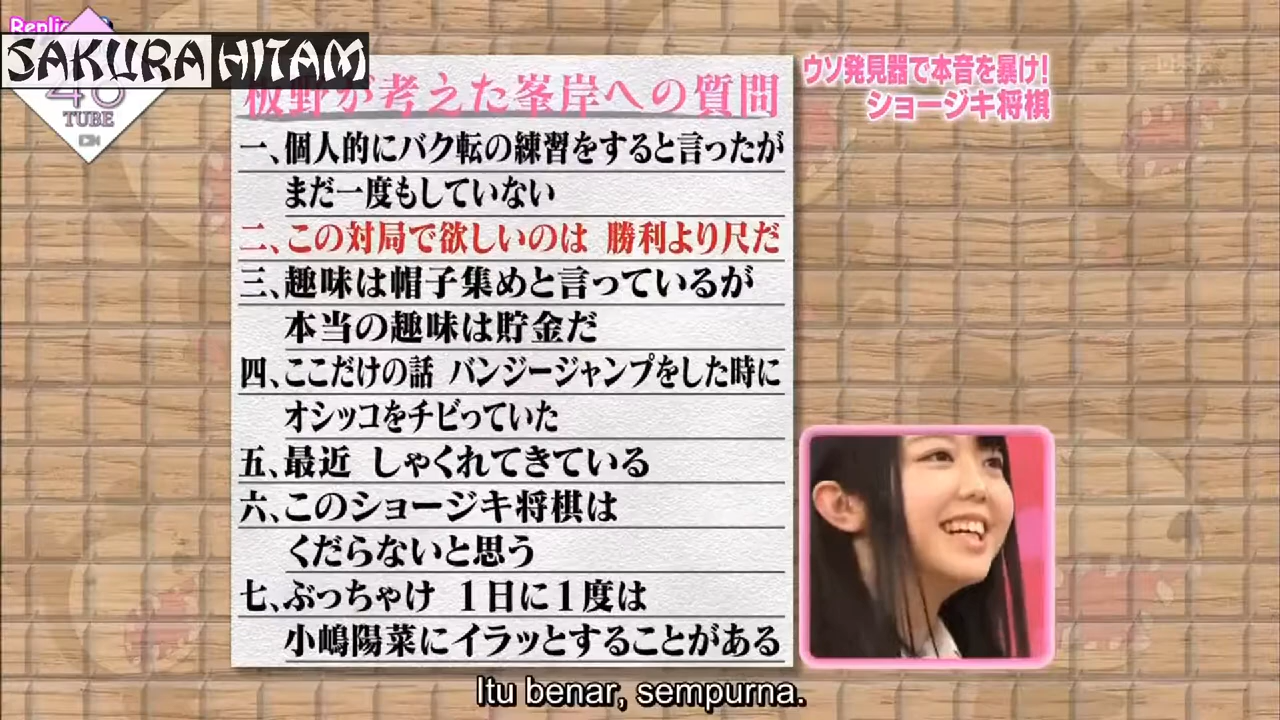 SAKURA HITAM
48
TUBE
板野が考えた峯岸への質問
ウソ発見器で本音を暴け!
ショージキ将棋
一、個人的にバク転の練習をすると言ったが
まだ一度もしていない
二、この対局で欲しいのは 勝利より尺だ
三、趣味は帽子集めと言っているが
本当の趣味は貯金だ
四、ここだけの話 バンジージャンプをした時に
オシッコをチビっていた
五、最近 しゃくれてきている
六、このショージキ将棋は
くだらないと思う
七、ぶっちゃけ 1日に1度は
小嶋陽菜にイラッとすることがある
Itu benar, sempurna.